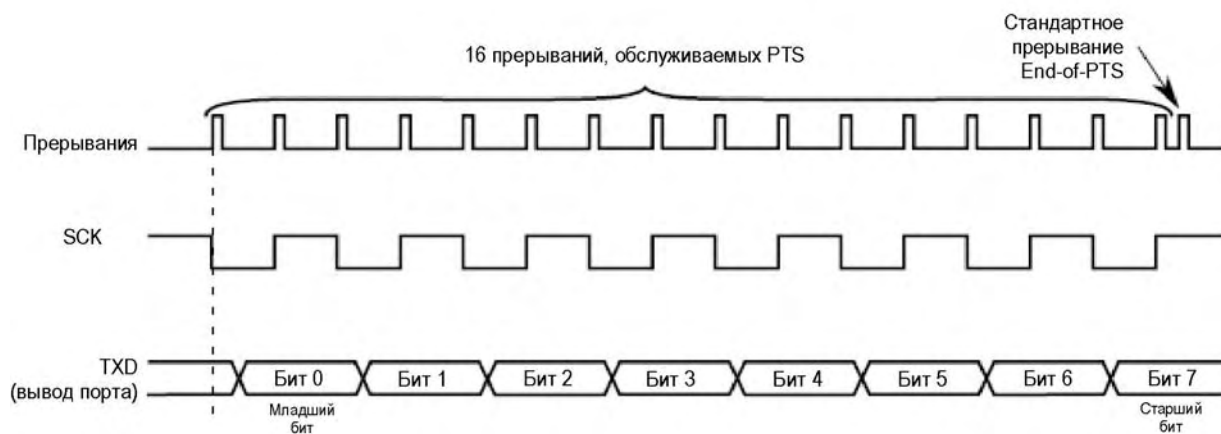 Стандартное
прерывание
End-of-PTS
16 прерываний, обслуживаемых PTS
Прерывания
SCK
TXD
(вывод порта)
Бит 0 Бит 1 Бит 2 Бит 3 Бит 4 Бит 5 Бит 6 Бит 7
Младший
бит
Старший
бит